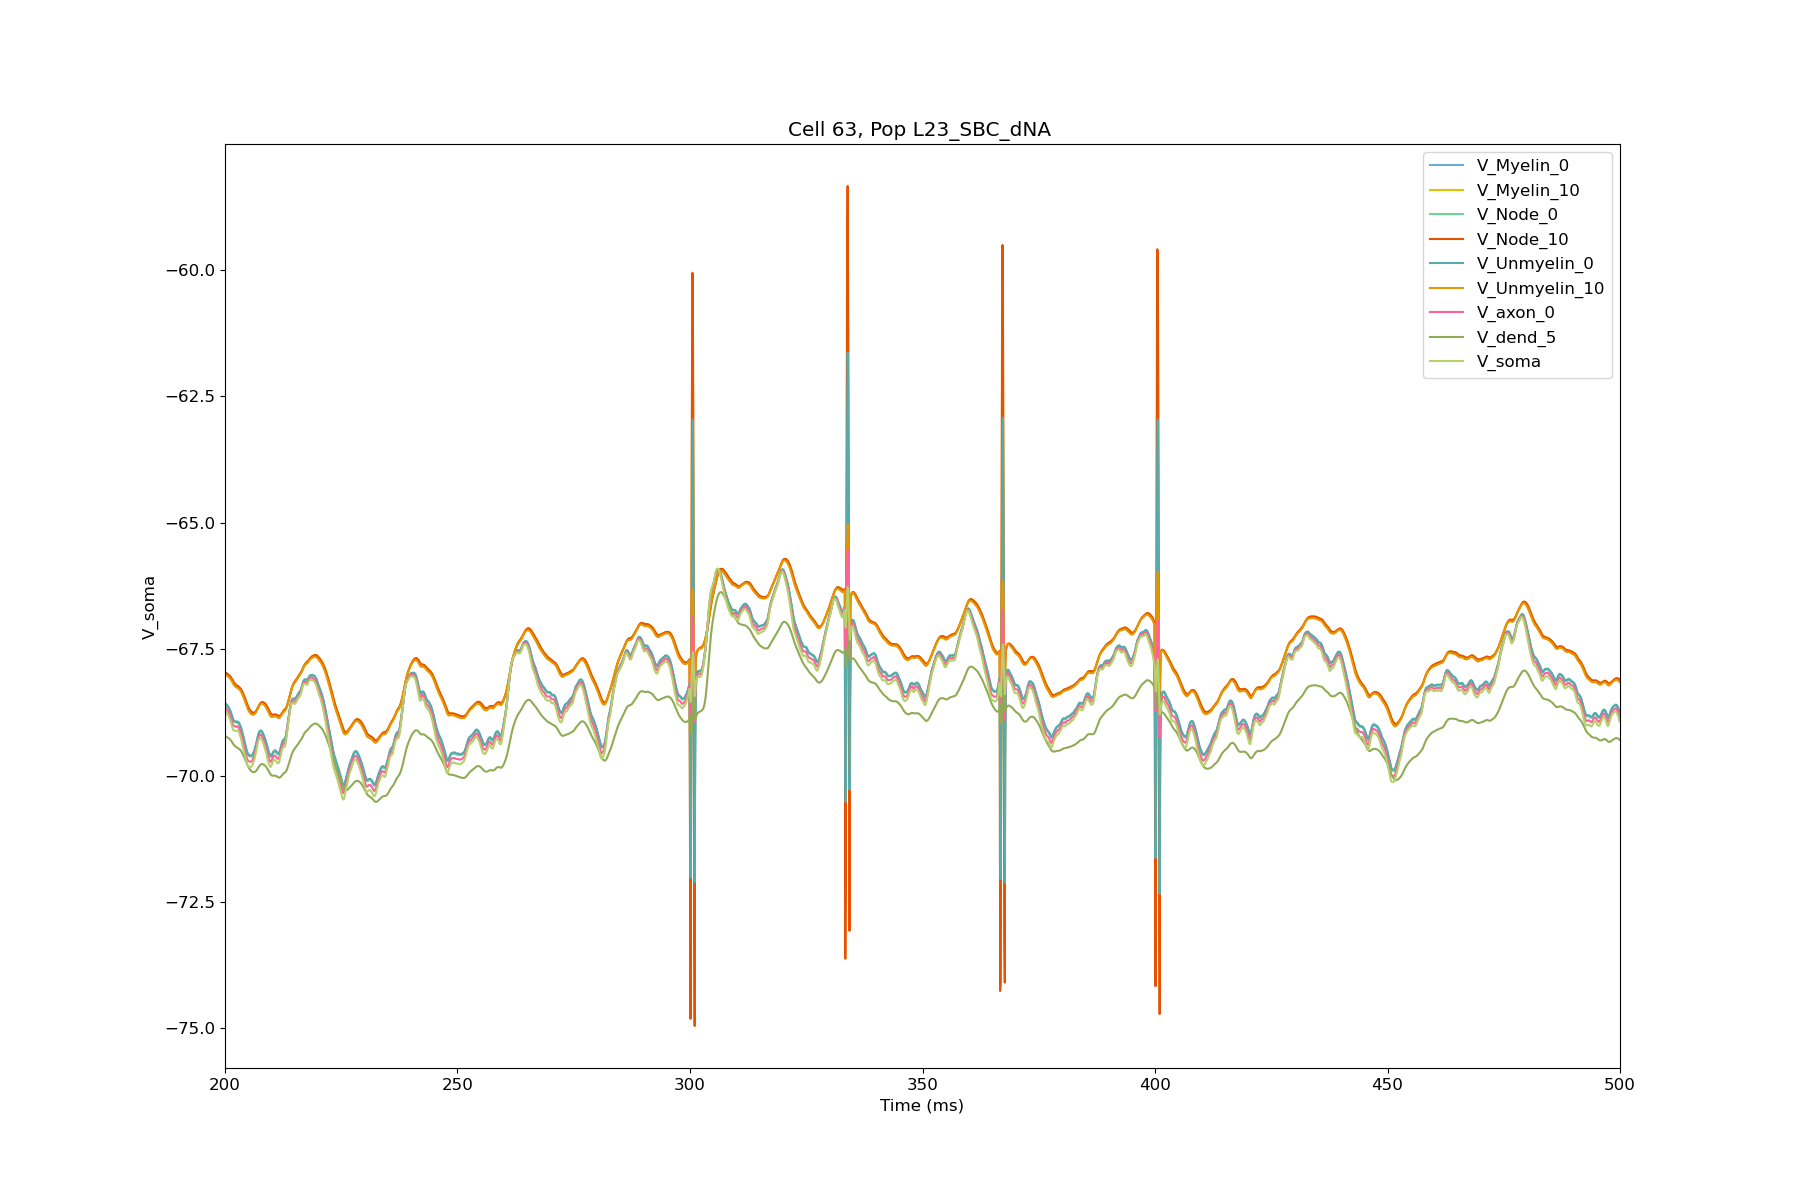 Cell 63, Pop L23_SBC_dNA
V_Myelin_0
V_Myelin_10
V_Node_0
V_Node_10
V_Unmyelin_0
V_Unmyelin_10
V_axon_0
V_dend_5
V_soma
−60.0
−62.5
−65.0
−67.5
−70.0
−72.5
−75.0
V_soma
200
250
300
350
400
450
500
Time (ms)